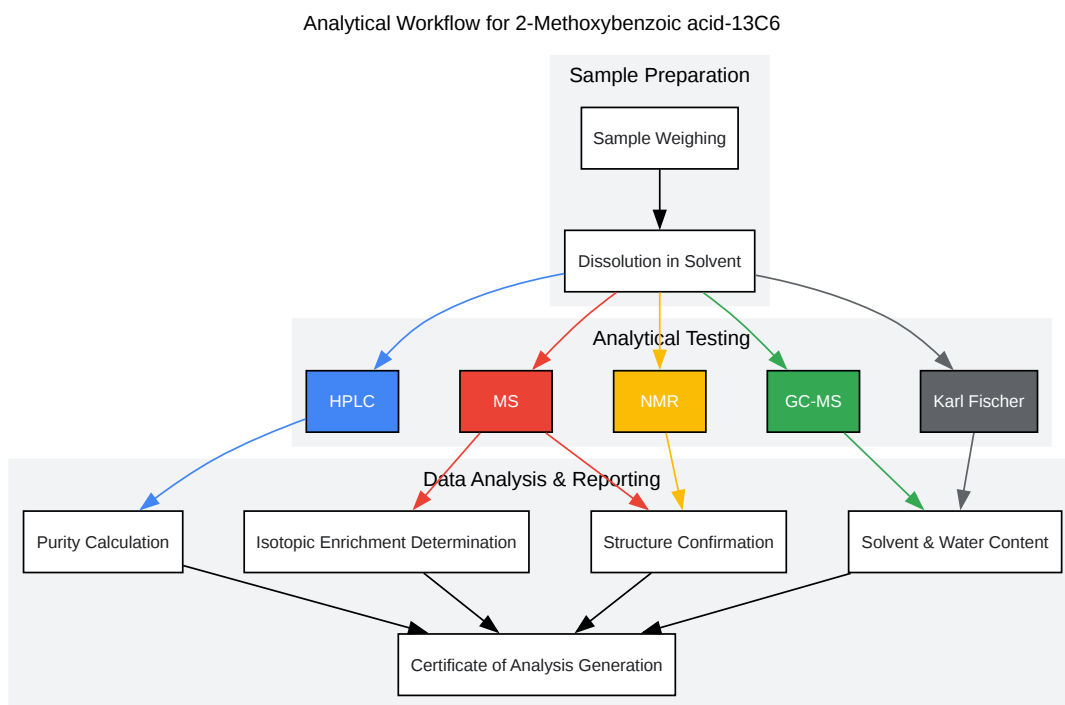 Analytical Workflow for 2-Methoxybenzoic acid-13C6
Sample Preparation
Sample Weighing
Dissolution in Solvent
Analytical Testing
HPLC
MS
NMR
GC-MS
Karl Fischer
Data Analysis & Reporting
Purity Calculation
Isotopic Enrichment Determination
Structure Confirmation
Solvent & Water Content
Certificate of Analysis Generation